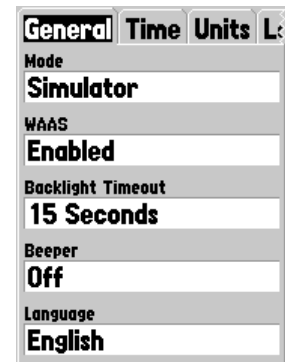 General Time Units
Mode
Simulator
WAAS
Enabled
Backlight Timeout
15 Seconds
Beeper
Off
Language
English